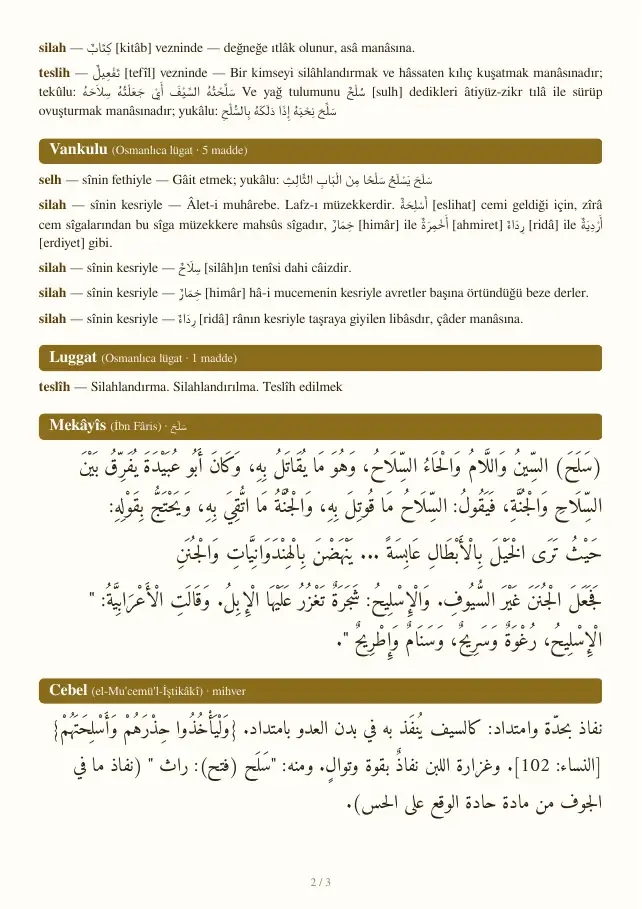 silah — كِتَابٌ [kitâb] vezninde — değneğe ıtlâk olunur, asâ manâsına.
teslîh — تَفْعِيلٌ [tefîl] vezninde — Bir kimseyi silâhlandırmak ve hâssaten kılıç kuşatmak manâsınadır;
tekûlu: سَلَّحْتُهُ السَّيْفَ أَيْ جَعَلْتُهُ سِلَاحَهُ Ve yağ tulumunu سُلْحٌ [sulh] dedikleri âtiyüz-zikr tılâ ile sürüp
ovuşturmak manâsınadır; yukâlu: سَلَّحَ نِحْيَهُ إِذَا دَلَكَهُ بِالسُّلْحِ
Vankulu (Osmanlıca lügat · 5 madde)
selh — sînin fethiyle — Gâit etmek; yukâlu: سَلَحَ يَسْلَحُ سَلْحًا مِنَ الْبَابِ الثَّالِثِ
silah — sînin kesriyle — Âlet-i muhârebe. Lafz-ı müzekkerdir. أَسْلِحَةٌ [eslihat] cemi geldiği için, zîrâ
cem sîgalarından bu sîga müzekkere mahsûs sîgadır, خِمَارٌ [himâr] ile أَخْمِرَةٌ [ahmiret] رِدَاءٌ [ridâ] ile أَرْدِيَةٌ
[erdiyet] gibi.
silah — sînin kesriyle — سِلَاحٌ [silâh]ın tenîsi dahi câizdir.
silah — sînin kesriyle — خِمَارٌ [himâr] hâ-i mucemenin kesriyle avretler başına örtündüğü beze derler.
silah — sînin kesriyle — رِدَاءٌ [ridâ] rânın kesriyle taşraya giyilen libâsdır, çâder manâsına.
Luggat (Osmanlıca lügat · 1 madde)
teslîh — Silahlandırma. Silahlandırılma. Teslîh edilmek
Mekâyîs (İbn Fâris) · سَلَحَ
(سَلَحَ) السِّينُ وَاللَّامُ وَالْحَاءُ السِّلَاحُ، وَهُوَ مَا يُقَاتَلُ بِهِ، وَكَانَ أَبُو عُبَيْدَةَ يُفَرِّقُ بَيْنَ
السِّلَاحِ وَالْجُنَّةِ، فَيَقُولُ: السِّلَاحُ مَا قُوتِلَ بِهِ، وَالْجُنَّةُ مَا اتُّقِيَ بِهِ، وَيَحْتَجُّ بِقَوْلِهِ:
حَيْثُ تَرَى الْخَيْلَ بِالْأَبْطَالِ عَابِسَةً ... يَنْهَضْنَ بِالْهِنْدَوَانِيَّاتِ وَالْجُنَنِ
فَجَعَلَ الْجُنَنَ غَيْرَ السُّيُوفِ. وَالْإِسْلِيحُ: شَجَرَةٌ تَغْزُرُ عَلَيْهَا الْإِبِلُ. وَقَالَتِ الْأَعْرَابِيَّةُ: "
الْإِسْلِيحُ، رُغْوَةٌ وَسَرِيحٌ، وَسَنَامٌ وَإِطْرِيحٌ ".
Cebel (el-Mu'cemü'l-İştikâkî) · mihver
نفاذ بحدّة وامتداد: كالسيف يُنفَذ به في بدن العدو بامتداد. {وَلْيَأْخُذُوا حِذْرَهُمْ وَأَسْلِحَتَهُمْ}
[النساء: 102]. وغزارة اللبن نفاذٌ بقوة وتوالٍ. ومنه: "سَلَح (فتح): راث " (نفاذ ما في
الجوف من مادة حادة الوقع على الحس).
2 / 3